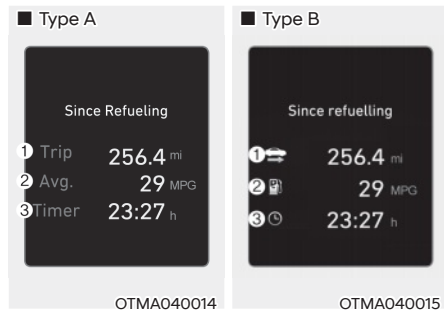 ■ Type A
Since Refueling
1 Trip 256.4 mi
2 Avg. 29 MPG
3 Timer 23:27 h
OTMA040014
■ Type B
Since refuelling
1 256.4 mi
2 29 MPG
3 23:27 h
OTMA040015